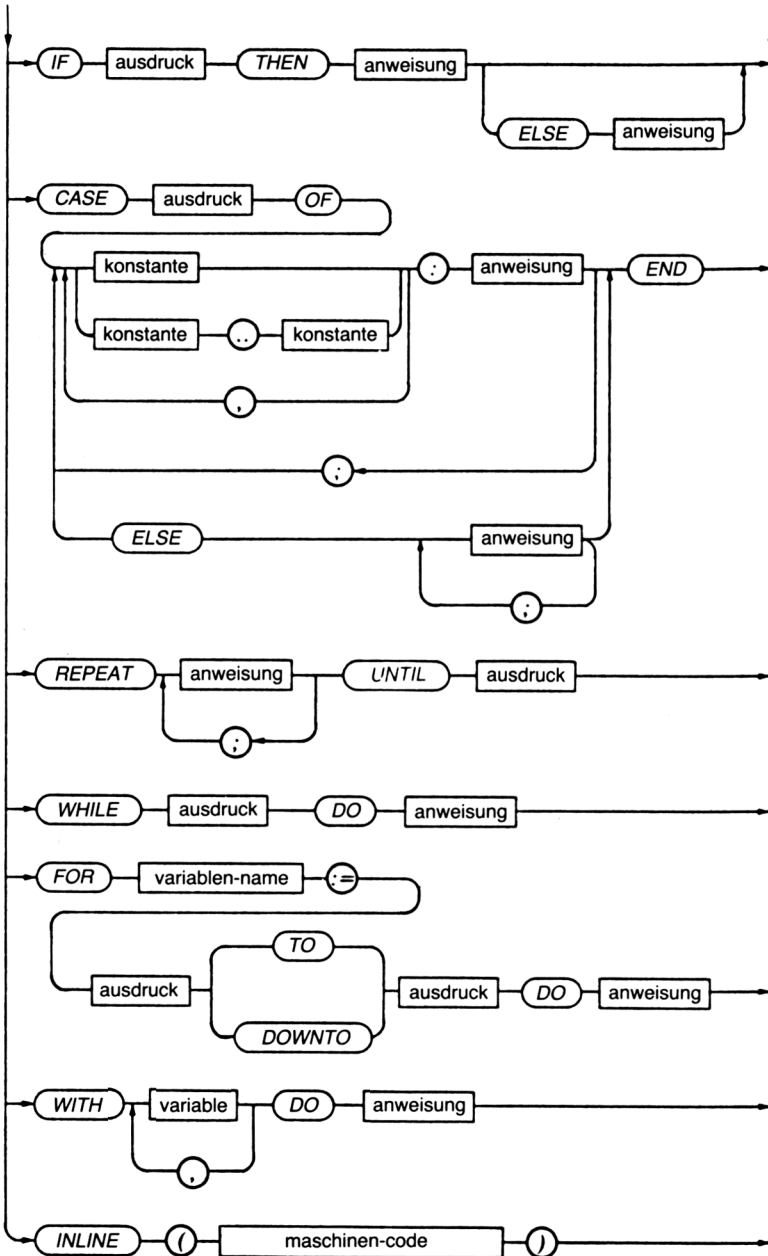 IF ausdruck THEN anweisung
ELSE anweisung
CASE ausdruck OF
konstante : anweisung END
konstante .. konstante
,
;
ELSE anweisung
;
REPEAT anweisung UNTIL ausdruck
;
WHILE ausdruck DO anweisung
FOR variablen-name :=
TO
ausdruck ausdruck DO anweisung
DOWNTO
WITH variable DO anweisung
,
INLINE ( maschinen-code )